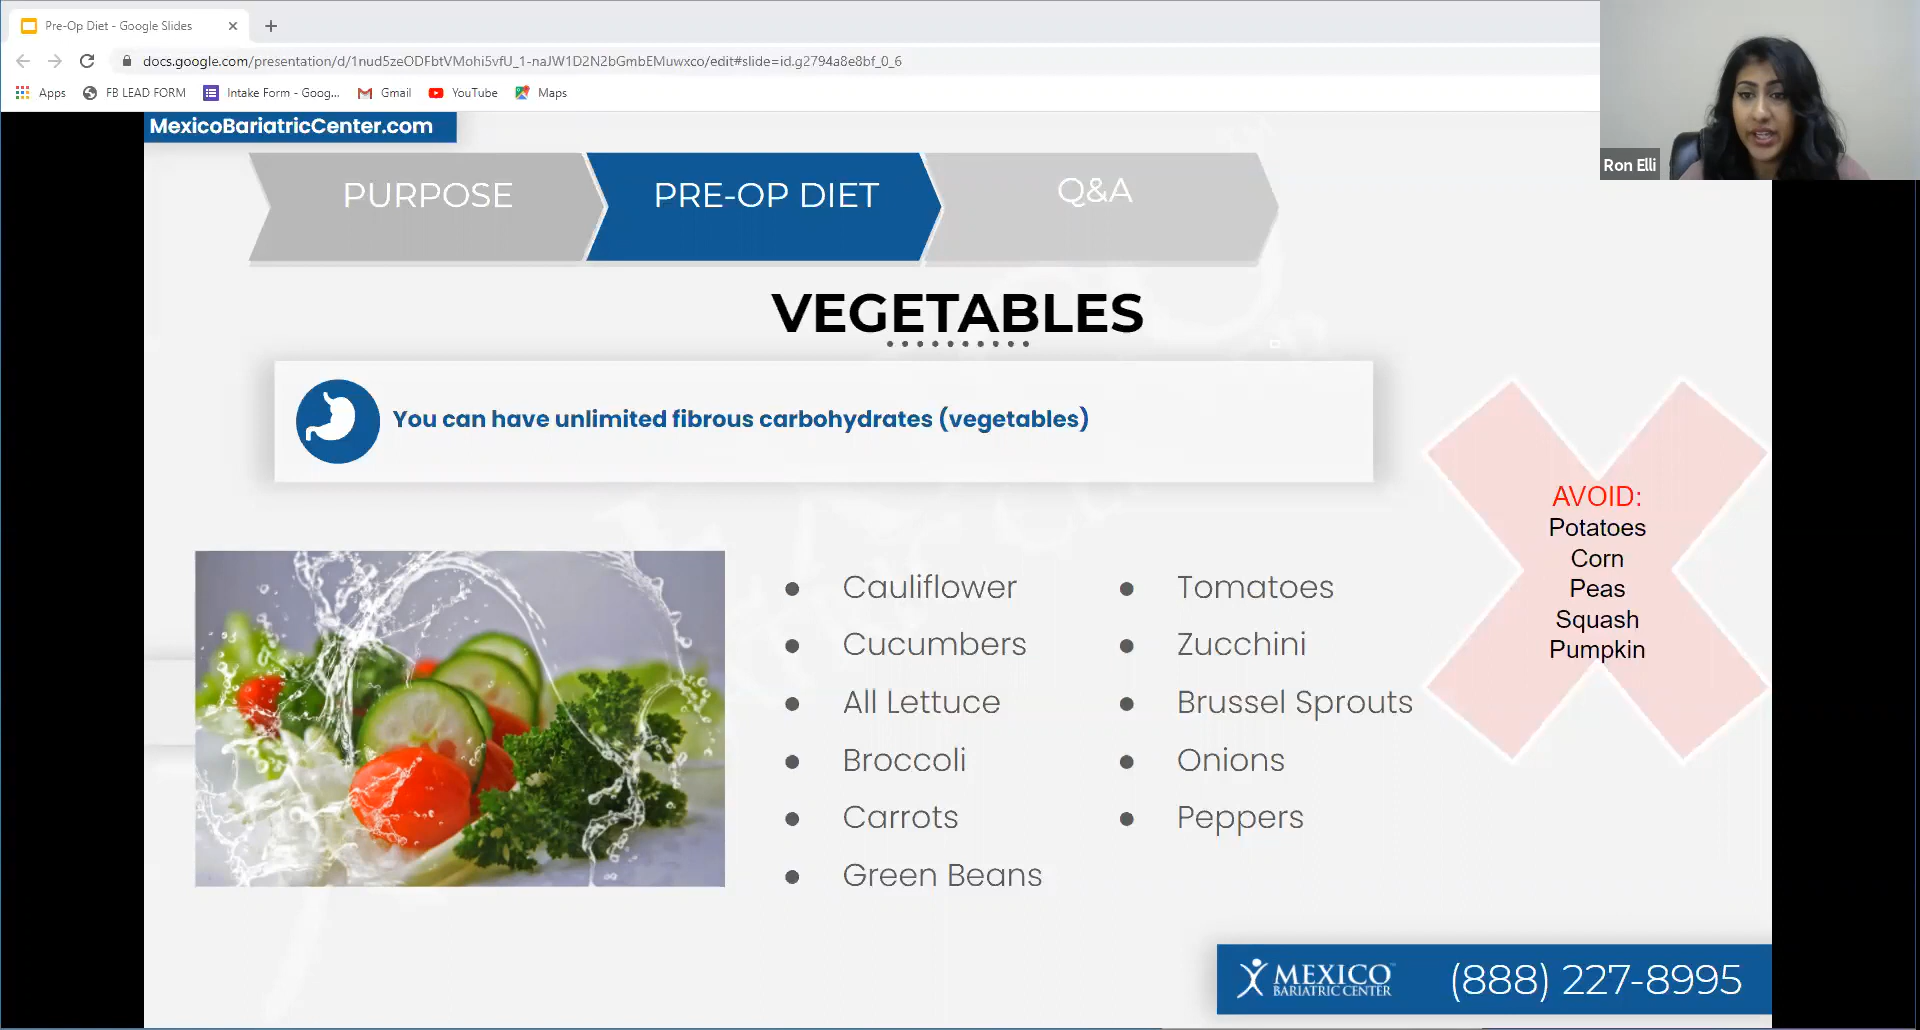 Pre-Op Diet - Google Slides
docs.google.com/presentation/d/1nud5zeODFbtVMohi5vfU_1-naJW1D2N2bGmbEMuwxco/edit#slide=id.g2794a8e8bf_0_6
Apps FB LEAD FORM Intake Form - Goog... Gmail YouTube Maps
MexicoBariatricCenter.com
Ron Elli
PURPOSE PRE-OP DIET Q&A
VEGETABLES
You can have unlimited fibrous carbohydrates (vegetables)
Cauliflower
Cucumbers
All Lettuce
Broccoli
Carrots
Green Beans
Tomatoes
Zucchini
Brussel Sprouts
Onions
Peppers
AVOID:
Potatoes
Corn
Peas
Squash
Pumpkin
MEXICO
BARIATRIC CENTER
(888) 227-8995